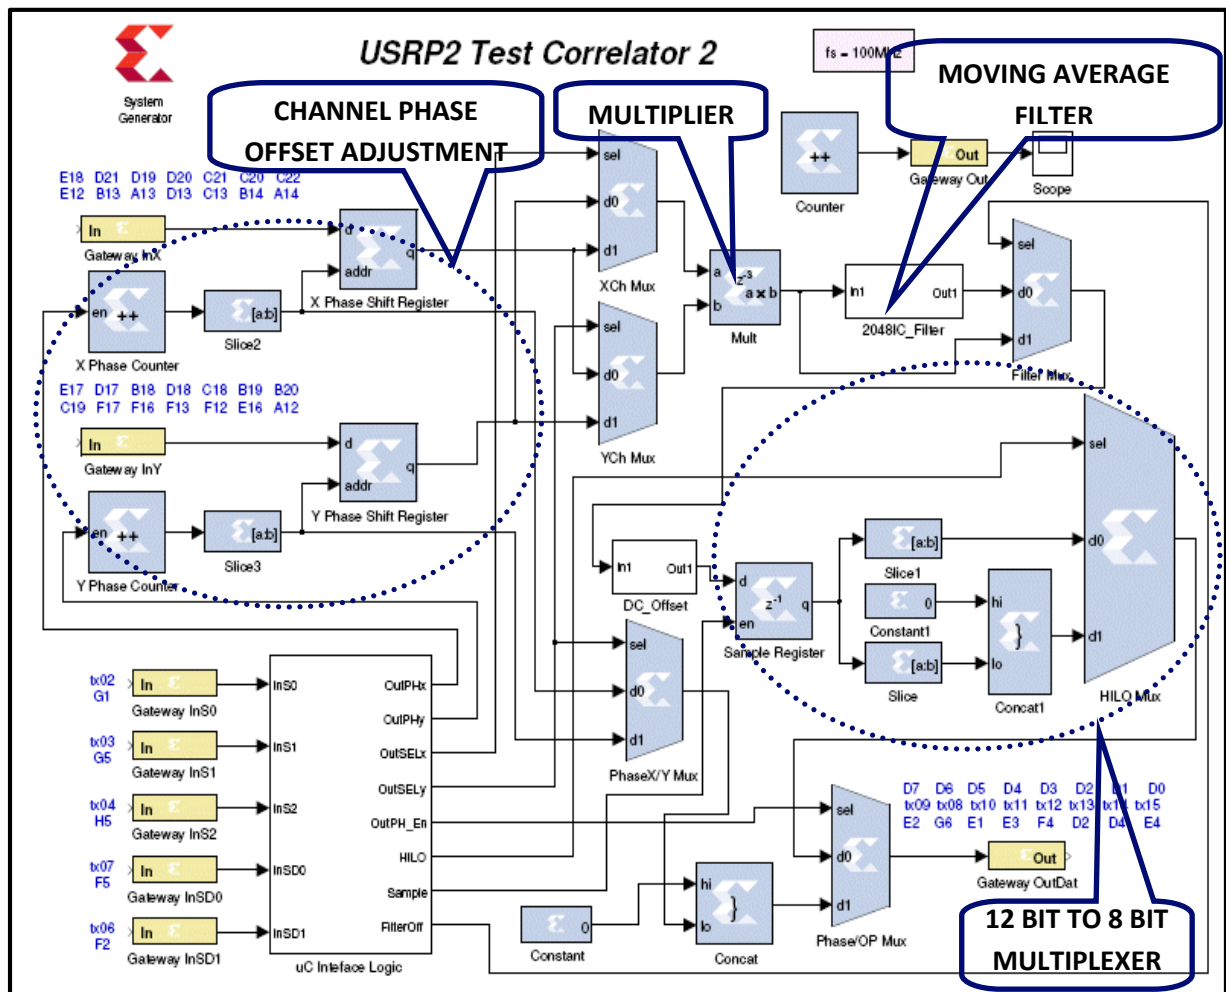 USRP2 Test Correlator 2
fs = 100MHz
System
Generator
CHANNEL PHASE
OFFSET ADJUSTMENT
MULTIPLIER
MOVING AVERAGE
FILTER
E18 D21 D19 D20 C21 C20 C22
E12 B13 A13 D13 C13 B14 A14
In
Gateway InX
d
addr
q
X Phase Shift Register
en
++
X Phase Counter
[a:b]
Slice2
E17 D17 B18 D18 C18 B19 B20
C19 F17 F16 F13 F12 E16 A12
In
Gateway InY
d
addr
q
Y Phase Shift Register
en
++
Y Phase Counter
[a:b]
Slice3
sel
d0
d1
XCh Mux
sel
d0
d1
YCh Mux
a
b
z-3
a x b
Mult
++
Counter
Out
Gateway Out
Scope
In1
Out1
2048IC_Filter
sel
d0
d1
Filter Mux
In1
Out1
DC_Offset
d
en
z-1
q
Sample Register
[a:b]
Slice1
0
Constant1
[a:b]
Slice
hi
lo
}
Concat1
sel
d0
d1
HILO Mux
sel
d0
d1
PhaseX/Y Mux
tx02
G1
In
Gateway InS0
tx03
G5
In
Gateway InS1
tx04
H5
In
Gateway InS2
tx07
F5
In
Gateway InSD0
tx06
F2
In
Gateway InSD1
InS0
InS1
InS2
InSD0
InSD1
OutPHx
OutPHy
OutSELx
OutSELy
OutPH_En
HILO
Sample
FilterOff
uC Inteface Logic
0
Constant
hi
lo
}
Concat
sel
d0
d1
Phase/OP Mux
D7 D6 D5 D4 D3 D2 D1 D0
tx09 tx08 tx10 tx11 tx12 tx13 tx14 tx15
E2 G6 E1 E3 F4 D2 D4 E4
Out
Gateway OutDat
12 BIT TO 8 BIT
MULTIPLEXER